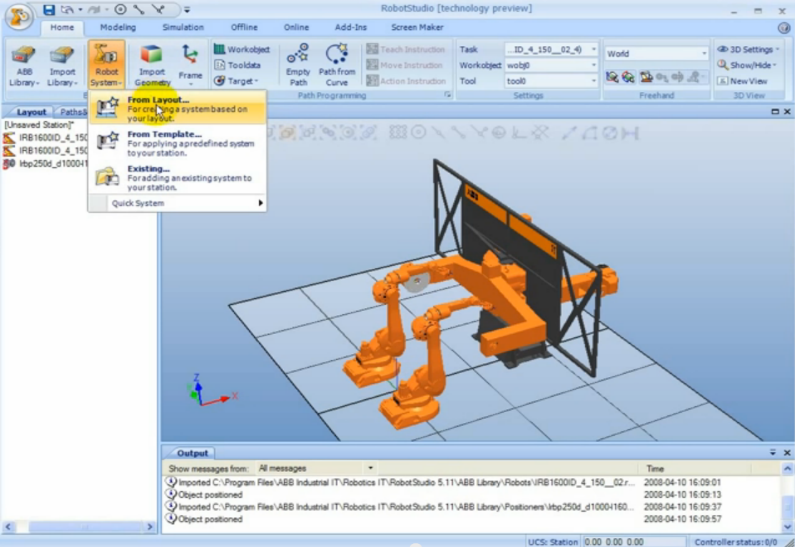 RobotStudio [technology preview]
Home Modeling Simulation Offline Online Add-Ins Screen Maker
ABB Library
Import Library
Robot System
Import Geometry
Frame
Workobject
Tooldata
Target
Empty Path
Path from Curve
Teach Instruction
Move Instruction
Action Instruction
Path Programming
Task ...ID_4_150__02_4)
Workobject wobj0
Tool tool0
Settings
World
Freehand
3D Settings
Show/Hide
New View
3D View
Layout Paths&
[Unsaved Station]*
IRB1600ID_4_150
IRB1600ID_4_150
From Layout...
For creating a system based on
your layout.
From Template...
For applying a predefined system
to your station.
Existing...
For adding an existing system to
your station.
Quick System
Z
X
Output
Show messages from: All messages Time
Imported C:\Program Files\ABB Industrial IT\Robotics IT\RobotStudio 5.11\ABB Library\Robots\IRB1600ID_4_150__02.r... 2008-04-10 16:09:01
Object positioned 2008-04-10 16:09:13
Imported C:\Program Files\ABB Industrial IT\Robotics IT\RobotStudio 5.11\ABB Library\Positioners\Irbp250d_d1000-l160... 2008-04-10 16:09:37
Object positioned 2008-04-10 16:09:57
UCS: Station 0.00 0.00 0.00 Controller status: 0/0